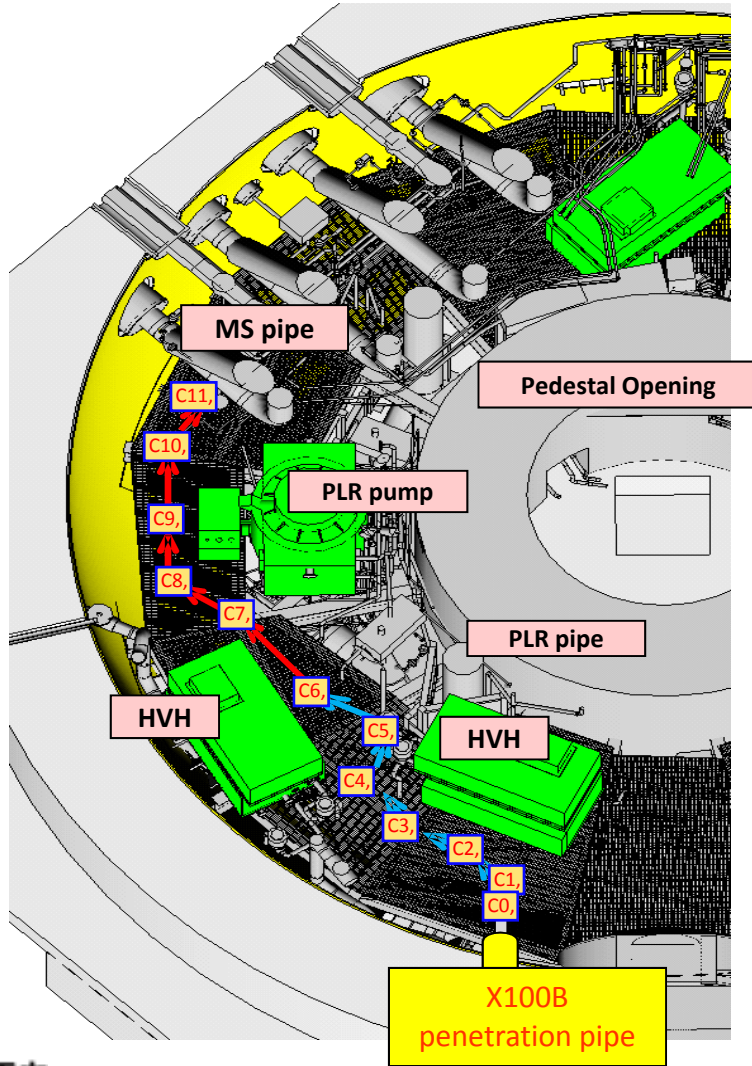 MS pipe
Pedestal Opening
C11,
C10,
PLR pump
C9,
C8,
C7,
PLR pipe
C6,
HVH
C5,
HVH
C4,
C3,
C2,
C1,
C0,
X100B
penetration pipe